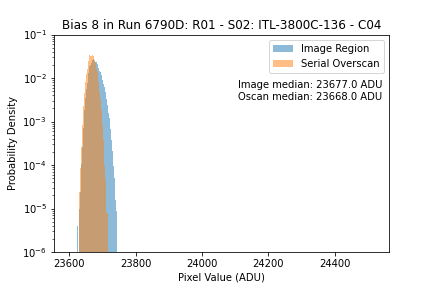 Bias 8 in Run 6790D: R01 - S02: ITL-3800C-136 - C04
Image Region
Serial Overscan
Image median: 23677.0 ADU
Oscan median: 23668.0 ADU
Probability Density
10⁻¹
10⁻²
10⁻³
10⁻⁴
10⁻⁵
10⁻⁶
23600 23800 24000 24200 24400
Pixel Value (ADU)